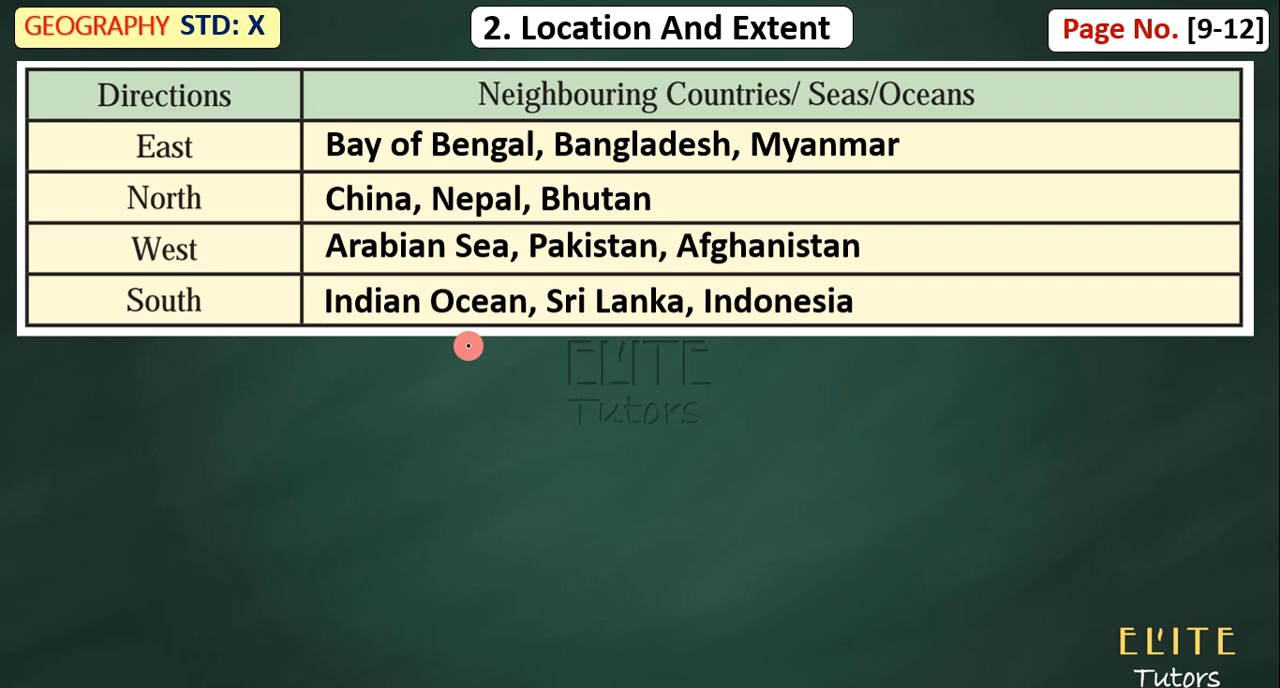 GEOGRAPHY STD: X
2. Location And Extent
Page No. [9-12]
Directions Neighbouring Countries/ Seas/Oceans
East Bay of Bengal, Bangladesh, Myanmar
North China, Nepal, Bhutan
West Arabian Sea, Pakistan, Afghanistan
South Indian Ocean, Sri Lanka, Indonesia
ELITE
Tutors
ELITE
Tutors